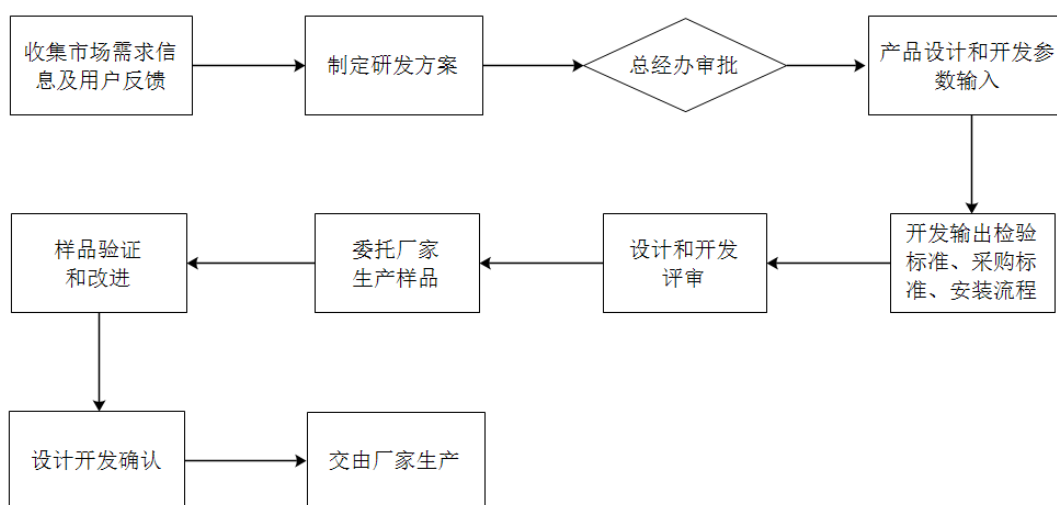 收集市场需求信
息及用户反馈
制定研发方案
总经办审批
产品设计和开发参
数输入
开发输出检验
标准、采购标
准、安装流程
设计和开发
评审
委托厂家
生产样品
样品验证
和改进
设计开发确认
交由厂家生产